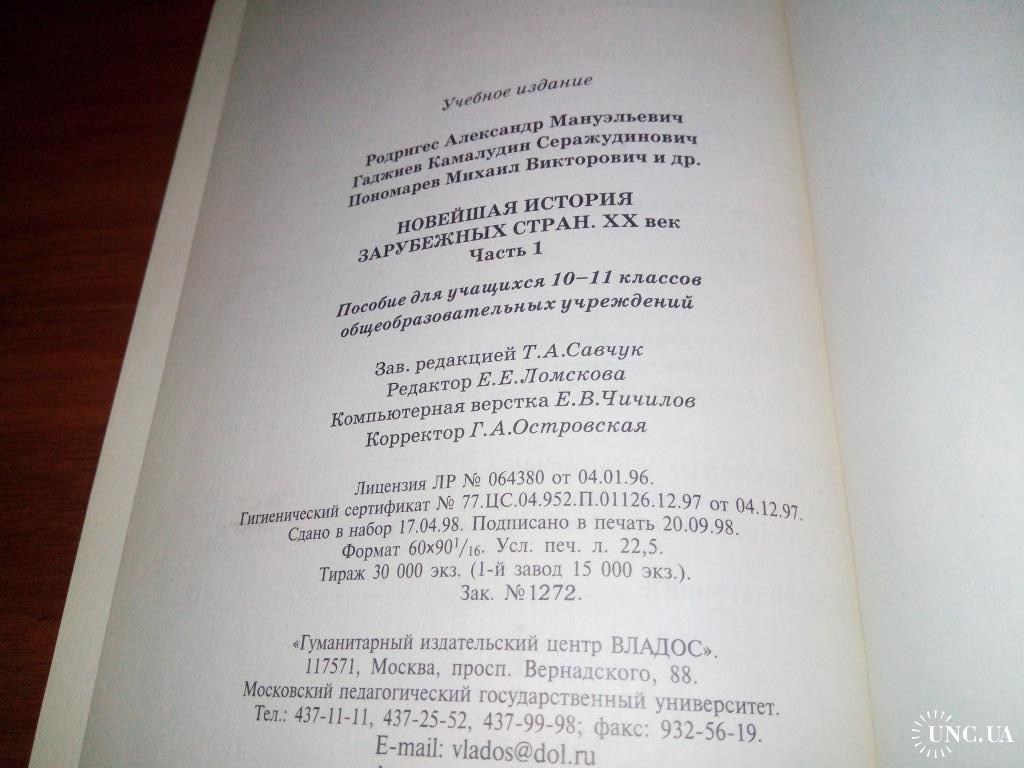 Учебное издание
Родригес Александр Мануэльевич
Гаджиев Камалудин Серажудинович
Пономарев Михаил Викторович и др.
НОВЕЙШАЯ ИСТОРИЯ
ЗАРУБЕЖНЫХ СТРАН. XX век
Часть 1
Пособие для учащихся 10–11 классов
общеобразовательных учреждений
Зав. редакцией Т.А.Савчук
Редактор Е.Е.Ломскова
Компьютерная верстка Е.В.Чичилов
Корректор Г.А.Островская
Лицензия ЛР № 064380 от 04.01.96.
Гигиенический сертификат № 77.ЦС.04.952.П.01126.12.97 от 04.12.97.
Сдано в набор 17.04.98. Подписано в печать 20.09.98.
Формат 60x90 1/16. Усл. печ. л. 22,5.
Тираж 30 000 экз. (1-й завод 15 000 экз.).
Зак. №1272.
«Гуманитарный издательский центр ВЛАДОС».
117571, Москва, просп. Вернадского, 88.
Московский педагогический государственный университет.
Тел.: 437-11-11, 437-25-52, 437-99-98; факс: 932-56-19.
E-mail: vlados@dol.ru
UNC.UA